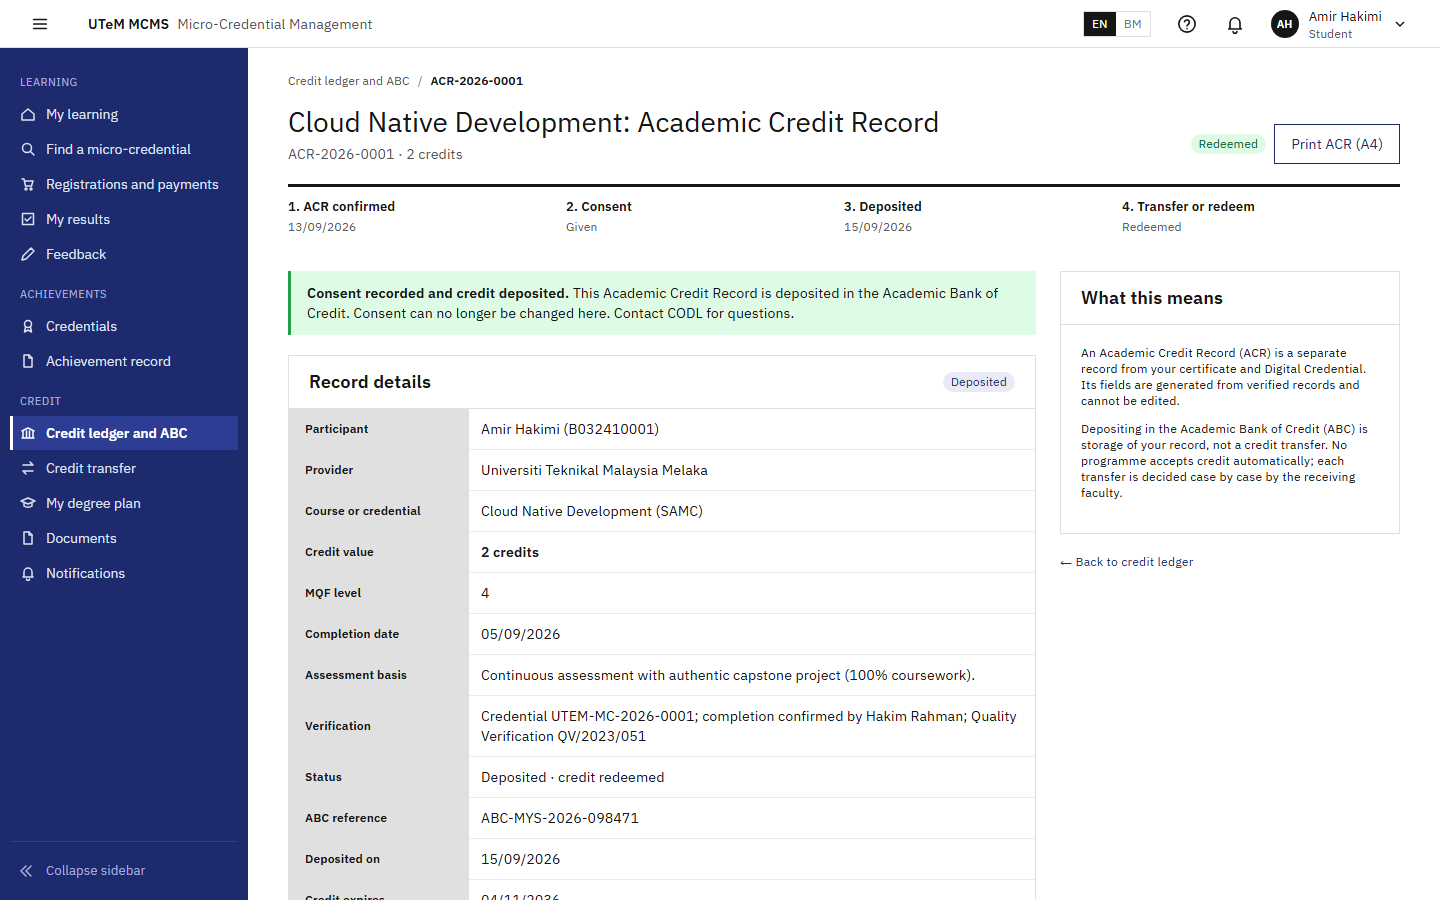 UTeM MCMS Micro-Credential Management
EN BM
AH
Amir Hakimi
Student
LEARNING
My learning
Find a micro-credential
Registrations and payments
My results
Feedback
ACHIEVEMENTS
Credentials
Achievement record
CREDIT
Credit ledger and ABC
Credit transfer
My degree plan
Documents
Notifications
Collapse sidebar
Credit ledger and ABC / ACR-2026-0001
Cloud Native Development: Academic Credit Record
ACR-2026-0001 · 2 credits
Redeemed
Print ACR (A4)
1. ACR confirmed
13/09/2026
2. Consent
Given
3. Deposited
15/09/2026
4. Transfer or redeem
Redeemed
Consent recorded and credit deposited. This Academic Credit Record is deposited in the Academic Bank of
Credit. Consent can no longer be changed here. Contact CODL for questions.
Record details
Deposited
Participant Amir Hakimi (B032410001)
Provider Universiti Teknikal Malaysia Melaka
Course or credential Cloud Native Development (SAMC)
Credit value 2 credits
MQF level 4
Completion date 05/09/2026
Assessment basis Continuous assessment with authentic capstone project (100% coursework).
Verification Credential UTEM-MC-2026-0001; completion confirmed by Hakim Rahman; Quality
Verification QV/2023/051
Status Deposited · credit redeemed
ABC reference ABC-MYS-2026-098471
Deposited on 15/09/2026
Credit expires 04/11/2036
What this means
An Academic Credit Record (ACR) is a separate
record from your certificate and Digital Credential.
Its fields are generated from verified records and
cannot be edited.
Depositing in the Academic Bank of Credit (ABC) is
storage of your record, not a credit transfer. No
programme accepts credit automatically; each
transfer is decided case by case by the receiving
faculty.
← Back to credit ledger